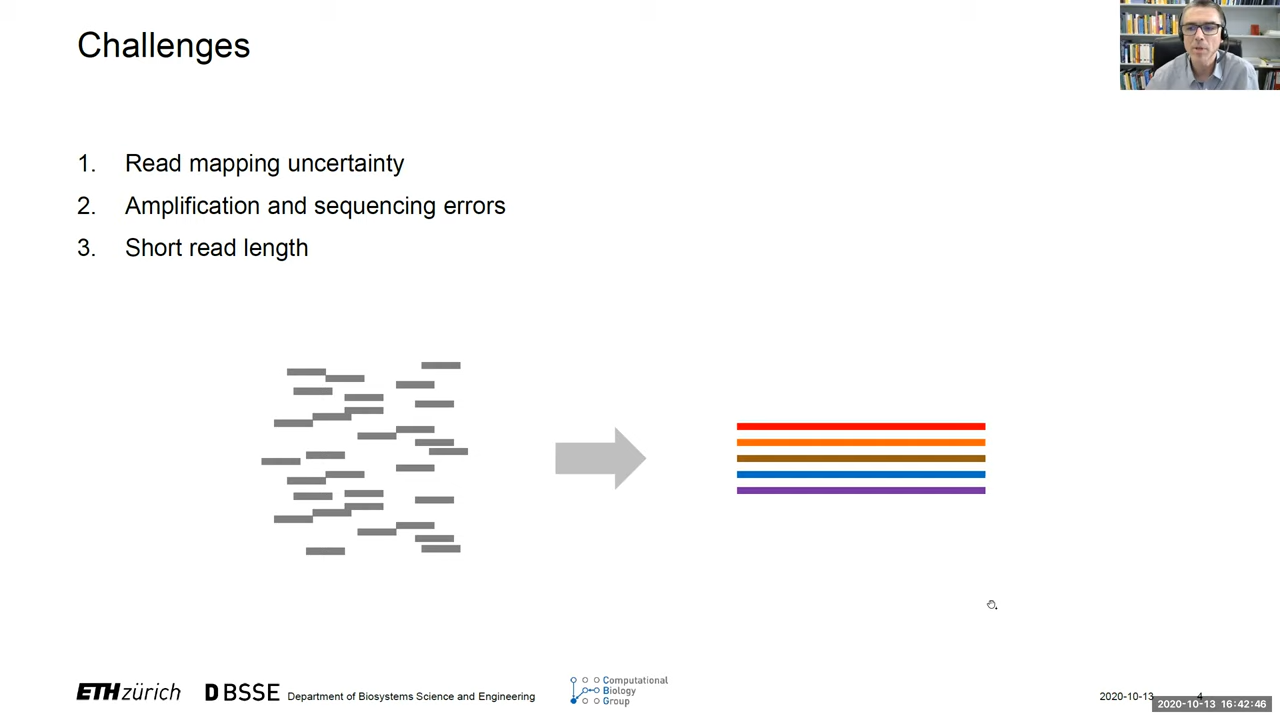 Challenges
1. Read mapping uncertainty
2. Amplification and sequencing errors
3. Short read length
ETH zürich
D BSSE
Department of Biosystems Science and Engineering
Computational
Biology
Group
2020-10-13
4
2020-10-13 16:42:46